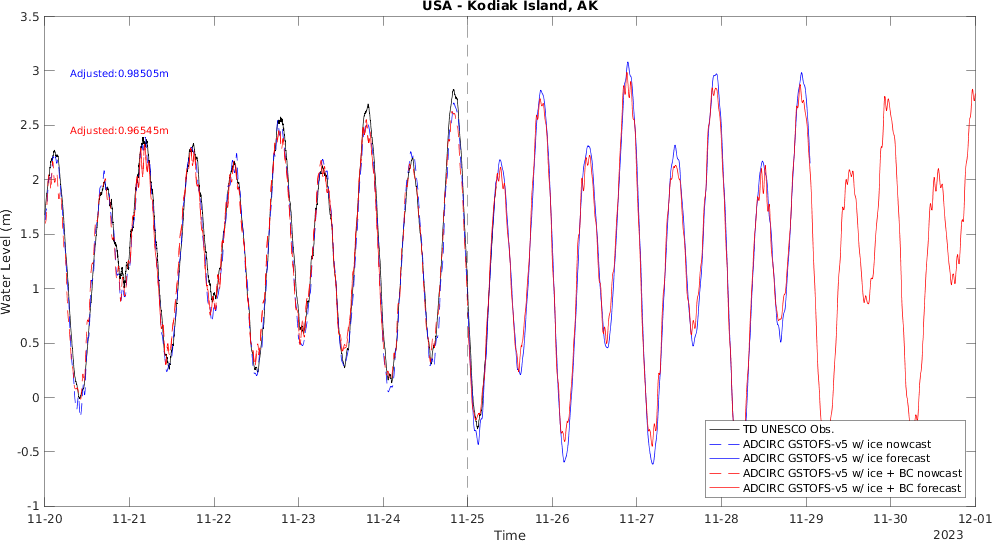 USA - Kodiak Island, AK
3.5
3
2.5
2
1.5
1
0.5
0
-0.5
-1
Water Level (m)
Adjusted:0.98505m
Adjusted:0.96545m
TD UNESCO Obs.
ADCIRC GSTOFS-v5 w/ ice nowcast
ADCIRC GSTOFS-v5 w/ ice forecast
ADCIRC GSTOFS-v5 w/ ice + BC nowcast
ADCIRC GSTOFS-v5 w/ ice + BC forecast
11-20 11-21 11-22 11-23 11-24 11-25 11-26 11-27 11-28 11-29 11-30 12-01
Time
2023